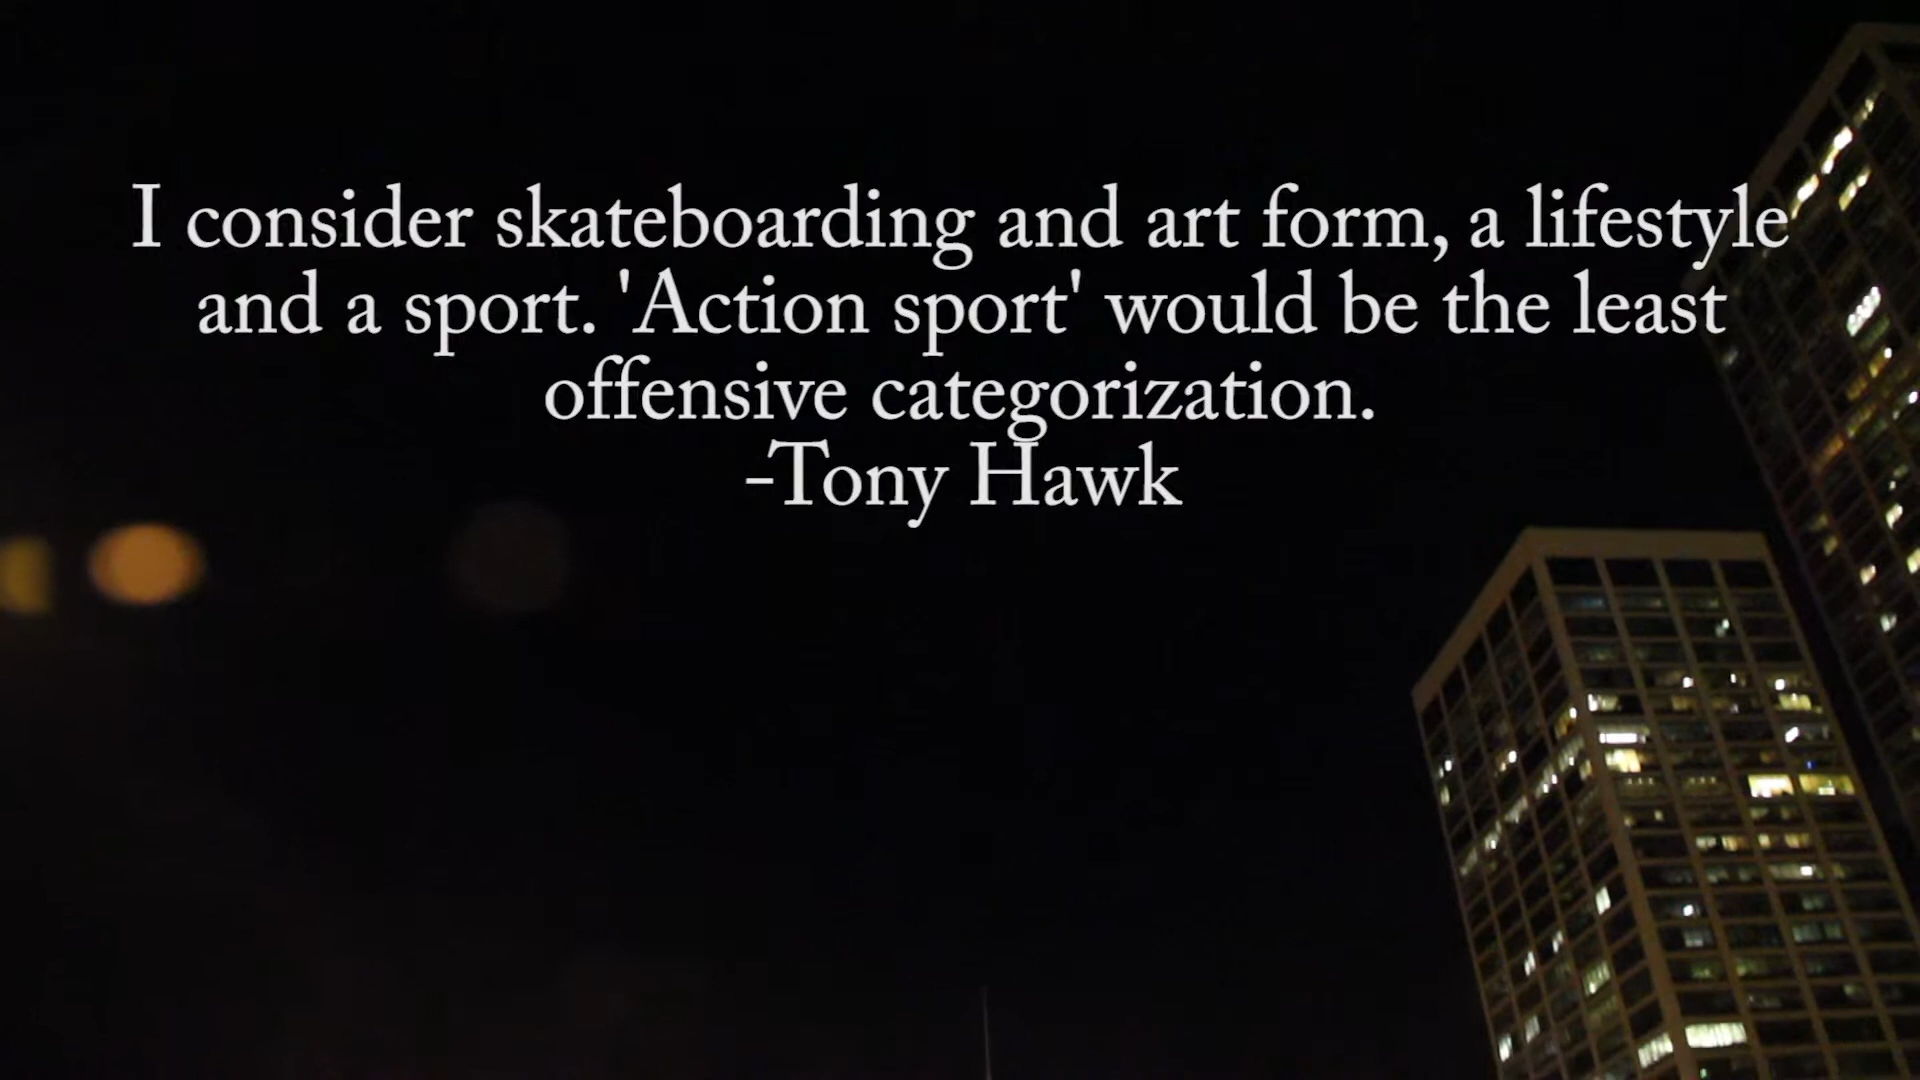 I consider skateboarding and art form, a lifestyle
and a sport. 'Action sport' would be the least
offensive categorization.
-Tony Hawk